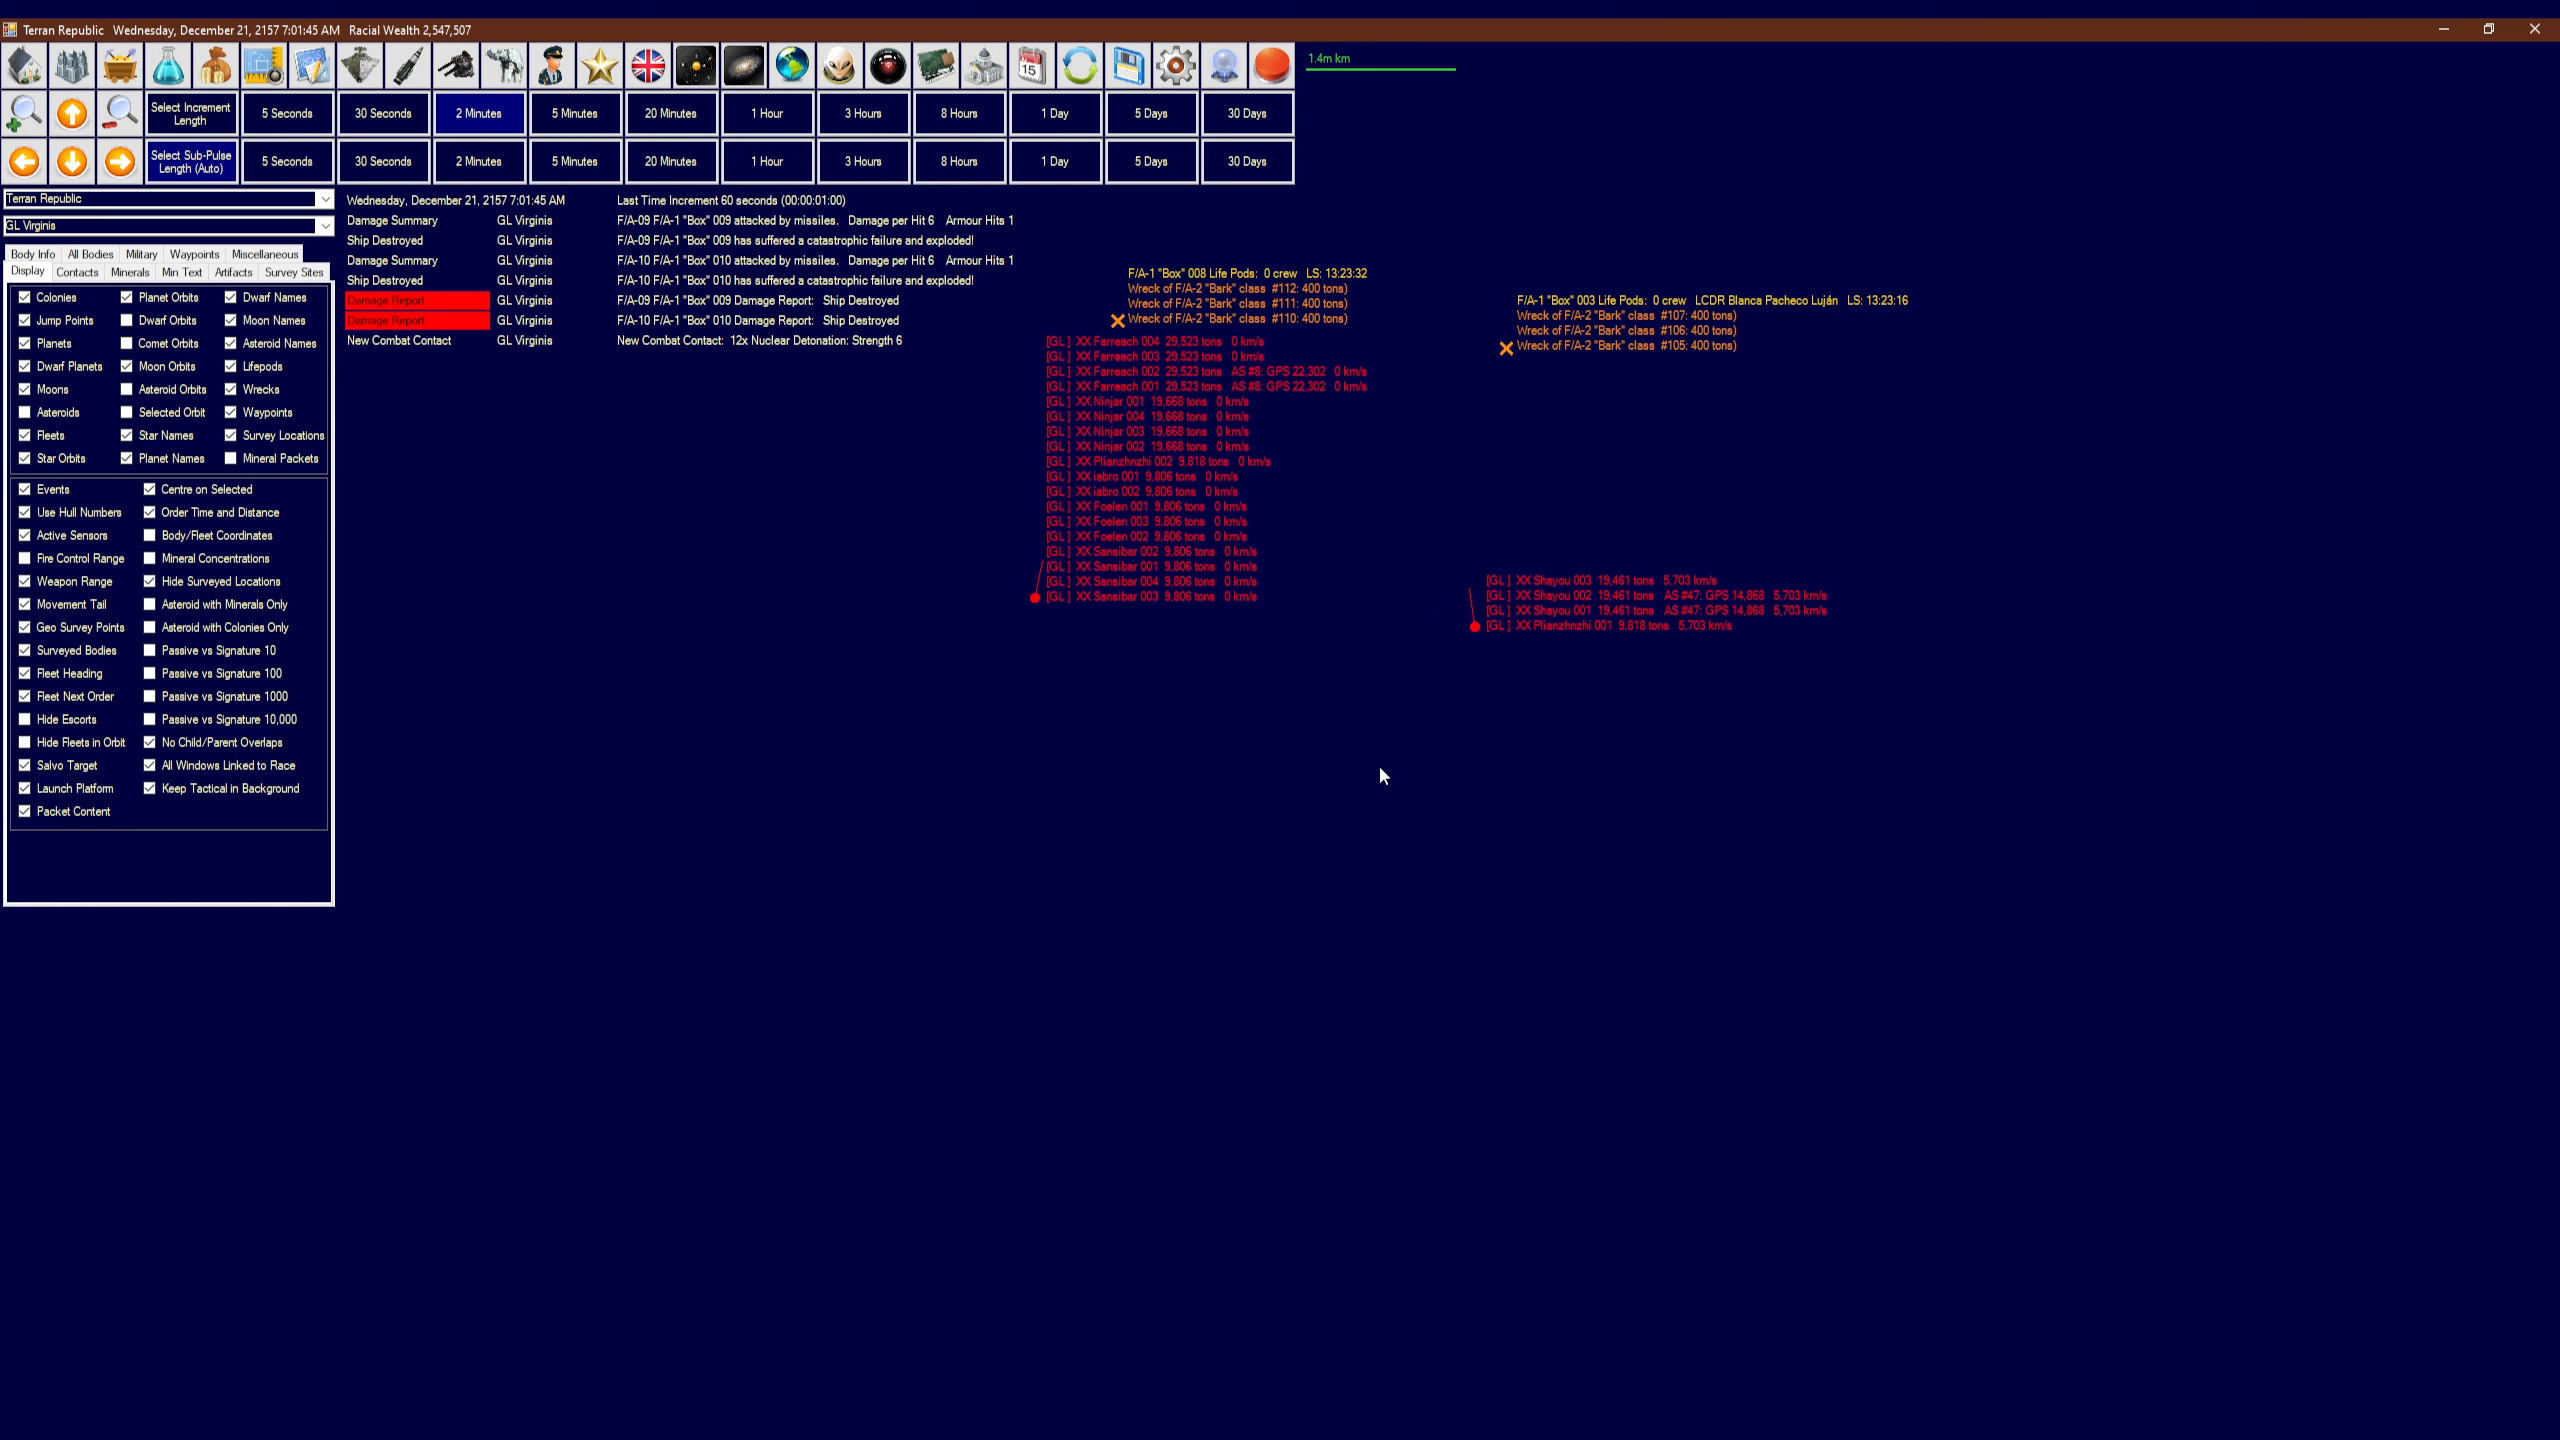 Terran Republic Wednesday, December 21, 2157 7:01:45 AM Racial Wealth 2,547,507
1.4m km
15
Select Increment Length
5 Seconds
30 Seconds
2 Minutes
5 Minutes
20 Minutes
1 Hour
3 Hours
8 Hours
1 Day
5 Days
30 Days
Select Sub-Pulse Length (Auto)
5 Seconds
30 Seconds
2 Minutes
5 Minutes
20 Minutes
1 Hour
3 Hours
8 Hours
1 Day
5 Days
30 Days
Terran Republic
GL Virginis
Body Info All Bodies Military Waypoints Miscellaneous
Display Contacts Minerals Min Text Artifacts Survey Sites
Colonies Planet Orbits Dwarf Names
Jump Points Dwarf Orbits Moon Names
Planets Comet Orbits Asteroid Names
Dwarf Planets Moon Orbits Lifepods
Moons Asteroid Orbits Wrecks
Asteroids Selected Orbit Waypoints
Fleets Star Names Survey Locations
Star Orbits Planet Names Mineral Packets
Events Centre on Selected
Use Hull Numbers Order Time and Distance
Active Sensors Body/Fleet Coordinates
Fire Control Range Mineral Concentrations
Weapon Range Hide Surveyed Locations
Movement Tail Asteroid with Minerals Only
Geo Survey Points Asteroid with Colonies Only
Surveyed Bodies Passive vs Signature 10
Fleet Heading Passive vs Signature 100
Fleet Next Order Passive vs Signature 1000
Hide Escorts Passive vs Signature 10,000
Hide Fleets in Orbit No Child/Parent Overlaps
Salvo Target All Windows Linked to Race
Launch Platform Keep Tactical in Background
Packet Content
Wednesday, December 21, 2157 7:01:45 AM Last Time Increment 60 seconds (00:00:01:00)
Damage Summary GL Virginis F/A-09 F/A-1 "Box" 009 attacked by missiles. Damage per Hit 6 Armour Hits 1
Ship Destroyed GL Virginis F/A-09 F/A-1 "Box" 009 has suffered a catastrophic failure and exploded!
Damage Summary GL Virginis F/A-10 F/A-1 "Box" 010 attacked by missiles. Damage per Hit 6 Armour Hits 1
Ship Destroyed GL Virginis F/A-10 F/A-1 "Box" 010 has suffered a catastrophic failure and exploded!
Damage Report GL Virginis F/A-09 F/A-1 "Box" 009 Damage Report: Ship Destroyed
Damage Report GL Virginis F/A-10 F/A-1 "Box" 010 Damage Report: Ship Destroyed
New Combat Contact GL Virginis New Combat Contact: 12x Nuclear Detonation: Strength 6
F/A-1 "Box" 008 Life Pods: 0 crew LS: 13:23:32
Wreck of F/A-2 "Bark" class #112: 400 tons)
Wreck of F/A-2 "Bark" class #111: 400 tons)
Wreck of F/A-2 "Bark" class #110: 400 tons)
[GL ] XX Farreach 004 29,523 tons 0 km/s
[GL ] XX Farreach 003 29,523 tons 0 km/s
[GL ] XX Farreach 002 29,523 tons AS #8: GPS 22,302 0 km/s
[GL ] XX Farreach 001 29,523 tons AS #8: GPS 22,302 0 km/s
[GL ] XX Ninjar 001 19,668 tons 0 km/s
[GL ] XX Ninjar 004 19,668 tons 0 km/s
[GL ] XX Ninjar 003 19,668 tons 0 km/s
[GL ] XX Ninjar 002 19,668 tons 0 km/s
[GL ] XX Plianzhnzhi 002 9,818 tons 0 km/s
[GL ] XX iabro 001 9,806 tons 0 km/s
[GL ] XX iabro 002 9,806 tons 0 km/s
[GL ] XX Foelen 001 9,806 tons 0 km/s
[GL ] XX Foelen 003 9,806 tons 0 km/s
[GL ] XX Foelen 002 9,806 tons 0 km/s
[GL ] XX Sansibar 002 9,806 tons 0 km/s
[GL ] XX Sansibar 001 9,806 tons 0 km/s
[GL ] XX Sansibar 004 9,806 tons 0 km/s
[GL ] XX Sansibar 003 9,806 tons 0 km/s
F/A-1 "Box" 003 Life Pods: 0 crew LCDR Blanca Pacheco Luján LS: 13:23:16
Wreck of F/A-2 "Bark" class #107: 400 tons)
Wreck of F/A-2 "Bark" class #106: 400 tons)
Wreck of F/A-2 "Bark" class #105: 400 tons)
[GL ] XX Shayou 003 19,461 tons 5,703 km/s
[GL ] XX Shayou 002 19,461 tons AS #47: GPS 14,868 5,703 km/s
[GL ] XX Shayou 001 19,461 tons AS #47: GPS 14,868 5,703 km/s
[GL ] XX Plianzhnzhi 001 9,818 tons 5,703 km/s